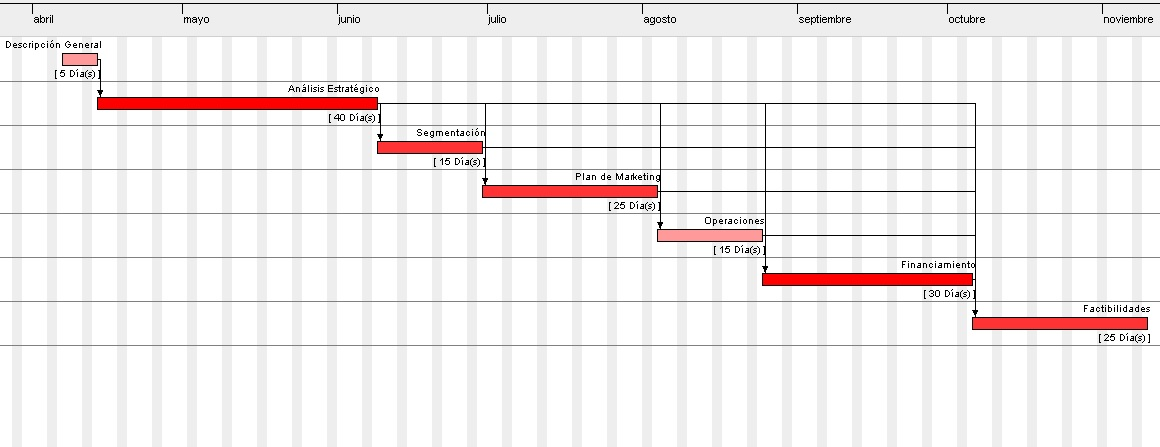 abril mayo junio julio agosto septiembre octubre noviembre
Descripción General
[ 5 Día(s) ]
Análisis Estratégico
[ 40 Día(s) ]
Segmentación
[ 15 Día(s) ]
Plan de Marketing
[ 25 Día(s) ]
Operaciones
[ 15 Día(s) ]
Financiamiento
[ 30 Día(s) ]
Factibilidades
[ 25 Día(s) ]